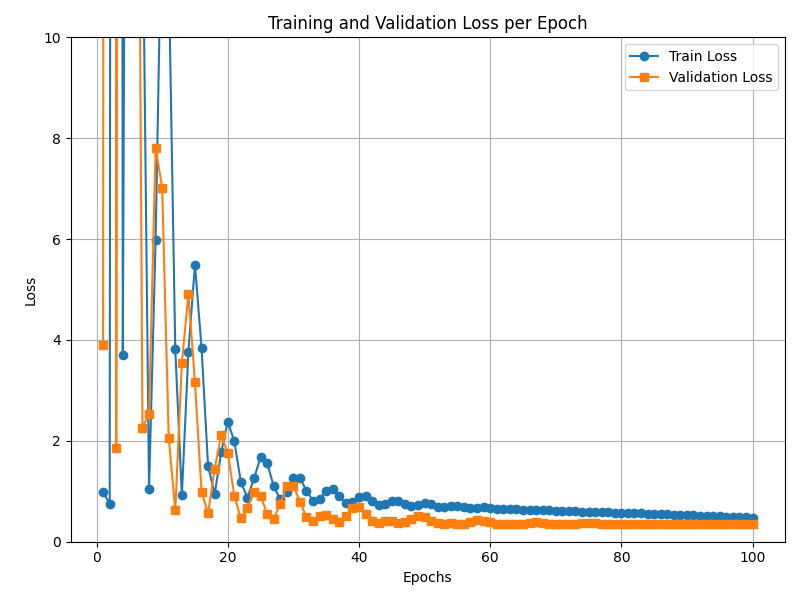 Training and Validation Loss per Epoch
Train Loss
Validation Loss
Loss
10
8
6
4
2
0
0 20 40 60 80 100
Epochs